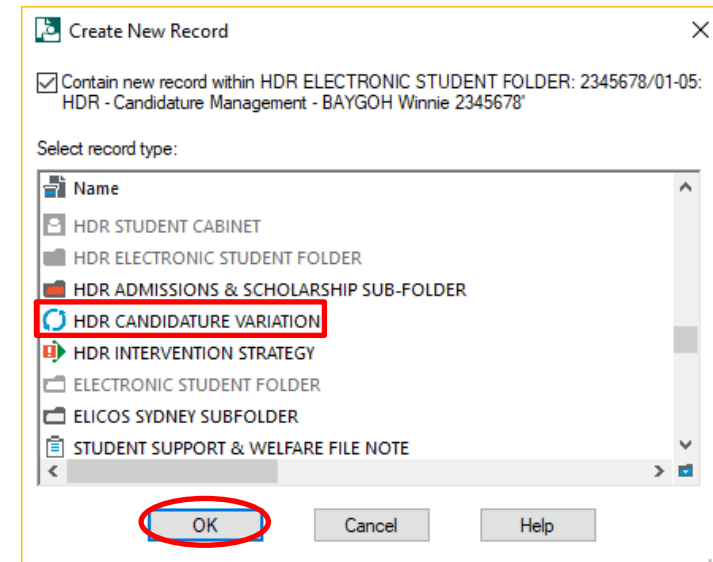 Create New Record
Contain new record within HDR ELECTRONIC STUDENT FOLDER: 2345678/01-05:
HDR - Candidature Management - BAYGOH Winnie 2345678'
Select record type:
Name
HDR STUDENT CABINET
HDR ELECTRONIC STUDENT FOLDER
HDR ADMISSIONS & SCHOLARSHIP SUB-FOLDER
HDR CANDIDATURE VARIATION
HDR INTERVENTION STRATEGY
ELECTRONIC STUDENT FOLDER
ELICOS SYDNEY SUBFOLDER
STUDENT SUPPORT & WELFARE FILE NOTE
OK Cancel Help